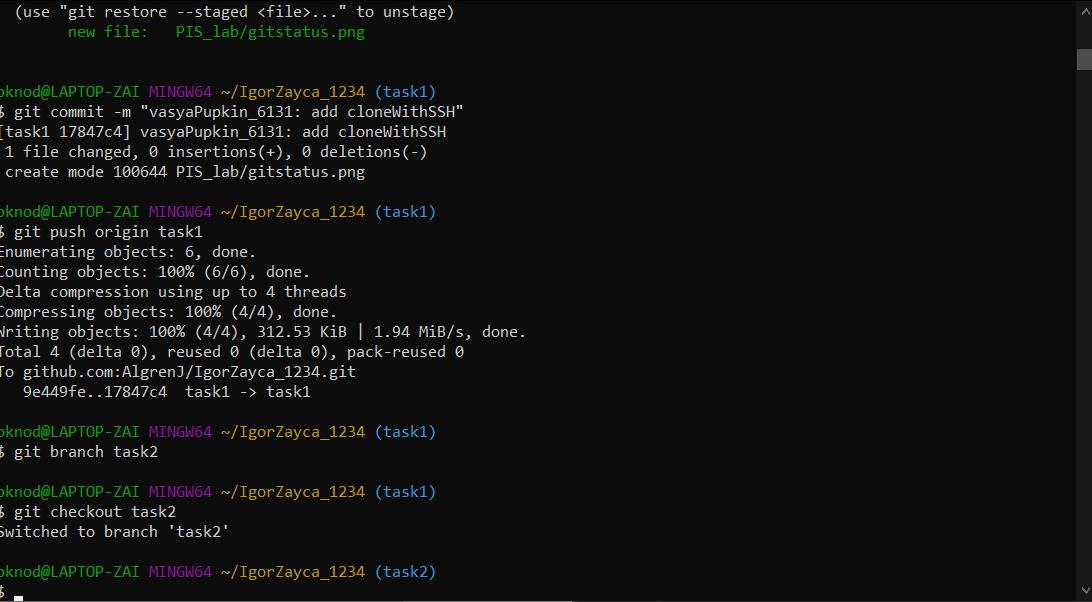 (use "git restore --staged <file>..." to unstage)
new file:   PIS_lab/gitstatus.png
oknod@LAPTOP-ZAI MINGW64 ~/IgorZayca_1234 (task1)
$ git commit -m "vasyaPupkin_6131: add cloneWithSSH"
[task1 17847c4] vasyaPupkin_6131: add cloneWithSSH
1 file changed, 0 insertions(+), 0 deletions(-)
create mode 100644 PIS_lab/gitstatus.png
oknod@LAPTOP-ZAI MINGW64 ~/IgorZayca_1234 (task1)
$ git push origin task1
Enumerating objects: 6, done.
Counting objects: 100% (6/6), done.
Delta compression using up to 4 threads
Compressing objects: 100% (4/4), done.
Writing objects: 100% (4/4), 312.53 KiB | 1.94 MiB/s, done.
Total 4 (delta 0), reused 0 (delta 0), pack-reused 0
To github.com:AlgrenJ/IgorZayca_1234.git
9e449fe..17847c4  task1 -> task1
oknod@LAPTOP-ZAI MINGW64 ~/IgorZayca_1234 (task1)
$ git branch task2
oknod@LAPTOP-ZAI MINGW64 ~/IgorZayca_1234 (task1)
$ git checkout task2
Switched to branch 'task2'
oknod@LAPTOP-ZAI MINGW64 ~/IgorZayca_1234 (task2)
$